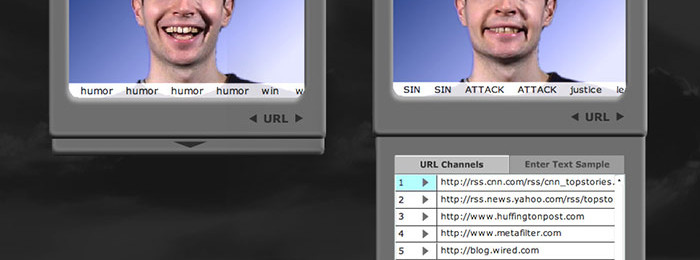 humor humor humor humor win w
SIN SIN ATTACK ATTACK justice le
URL
URL
URL Channels Enter Text Sample
1 http://rss.cnn.com/rss/cnn_topstories.
2 http://rss.news.yahoo.com/rss/topsto
3 http://www.huffingtonpost.com
4 http://www.metafilter.com
5 http://blog.wired.com